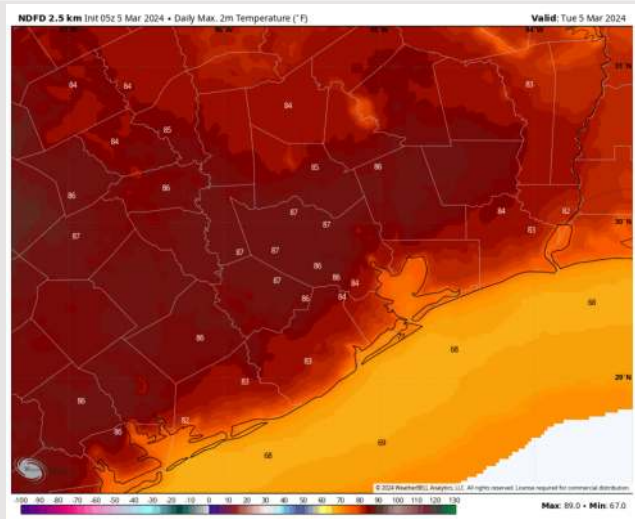 NDFD 2.5 km Init 05z 5 Mar 2024 • Daily Max. 2m Temperature (°F) Valid: Tue 5 Mar 2024
31°N
84 84 83
84
85
84
85 86
86
86
87 84 82
30°N
87 83
87
87 87
86
87 86 84
86 84
68
86
68
83 29°N
83
86
82
86
69
68
© 2024 WeatherBELL Analytics, LLC. All rights reserved. License required for commercial distribution.
-100 -90 -80 -70 -60 -50 -40 -30 -20 -10 0 10 20 30 40 50 60 70 80 90 100 110 120 130
Max: 89.0 • Min: 67.0